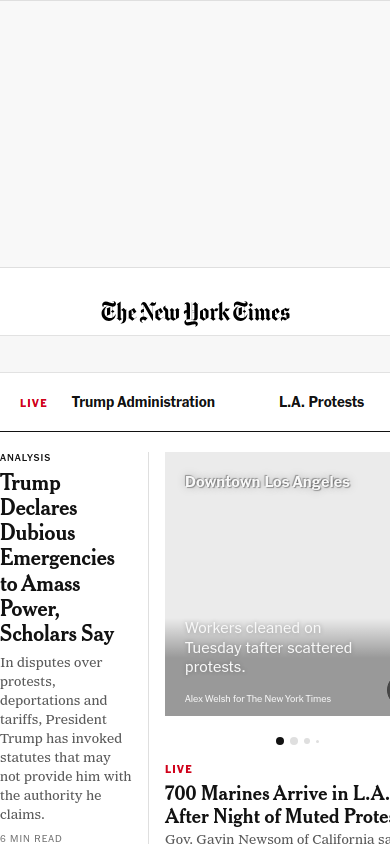 The New York Times
LIVE
Trump Administration
L.A. Protests
ANALYSIS
Trump
Declares
Dubious
Emergencies
to Amass
Power,
Scholars Say
In disputes over
protests,
deportations and
tariffs, President
Trump has invoked
statutes that may
not provide him with
the authority he
claims.
6 MIN READ
Downtown Los Angeles
Workers cleaned on
Tuesday tafter scattered
protests.
Alex Welsh for The New York Times
LIVE
700 Marines Arrive in L.A.
After Night of Muted Prote
Gov. Gavin Newsom of California sa